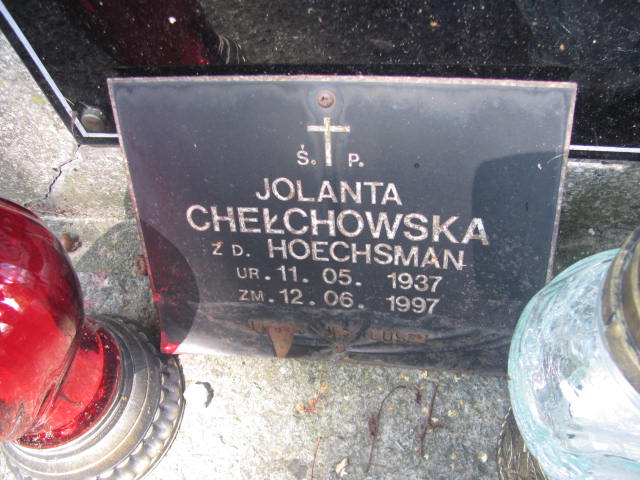 Ś. P.
JOLANTA
CHEŁCHOWSKA
Z D. HOECHSMAN
UR. 11. 05. 1937
ZM. 12. 06. 1997